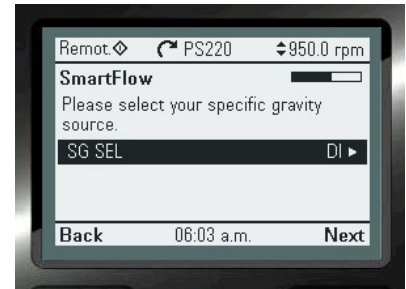 Remot. PS220 950.0 rpm
SmartFlow
Please select your specific gravity
source.
SG SEL DI
Back 06:03 a.m. Next